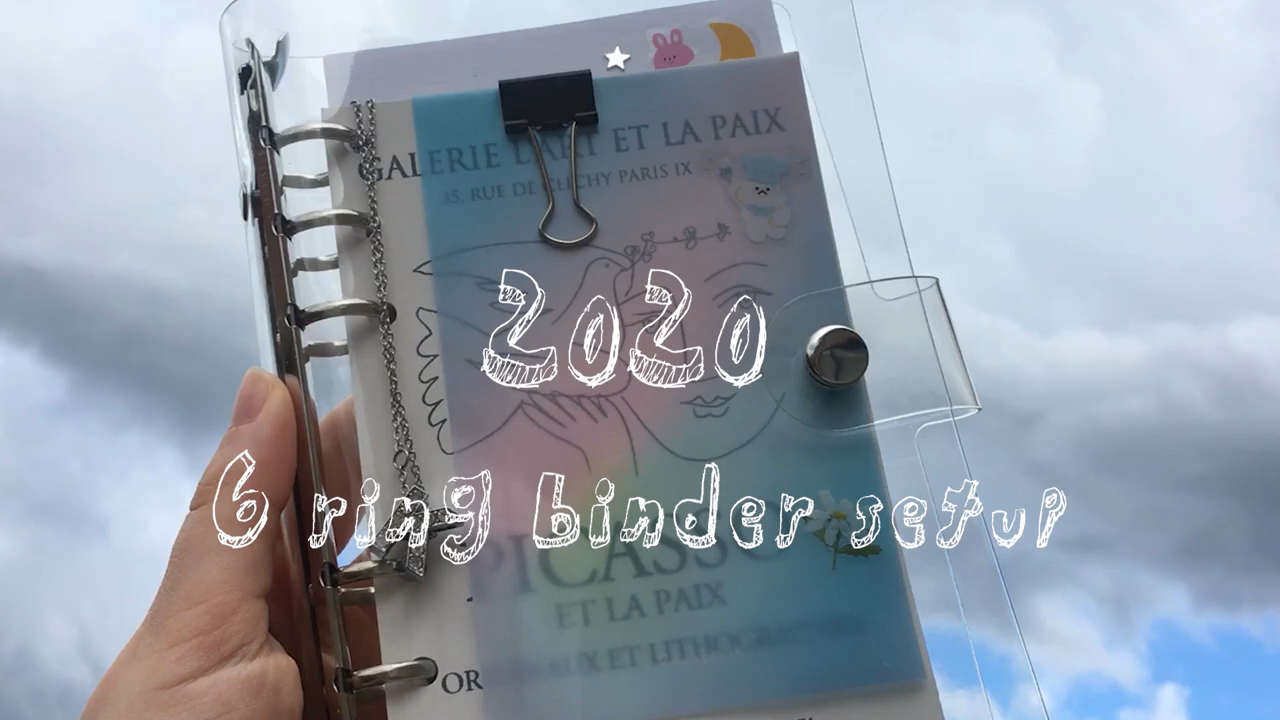 GALERIE L'ART ET LA PAIX
35, RUE DE CLICHY PARIS IX
2020
6 ring binder setup
PICASSO
ET LA PAIX
ET
OR